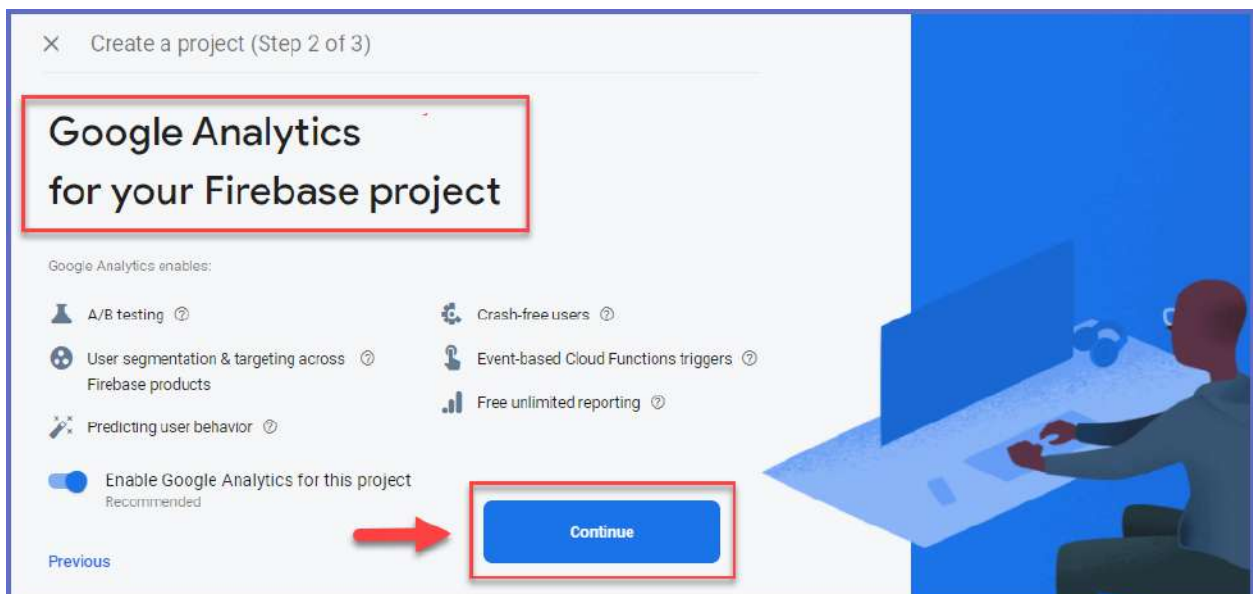 Create a project (Step 2 of 3)
Google Analytics
for your Firebase project
Google Analytics enables:
A/B testing
User segmentation & targeting across
Firebase products
Predicting user behavior
Crash-free users
Event-based Cloud Functions triggers
Free unlimited reporting
Enable Google Analytics for this project
Recommended
Continue
Previous